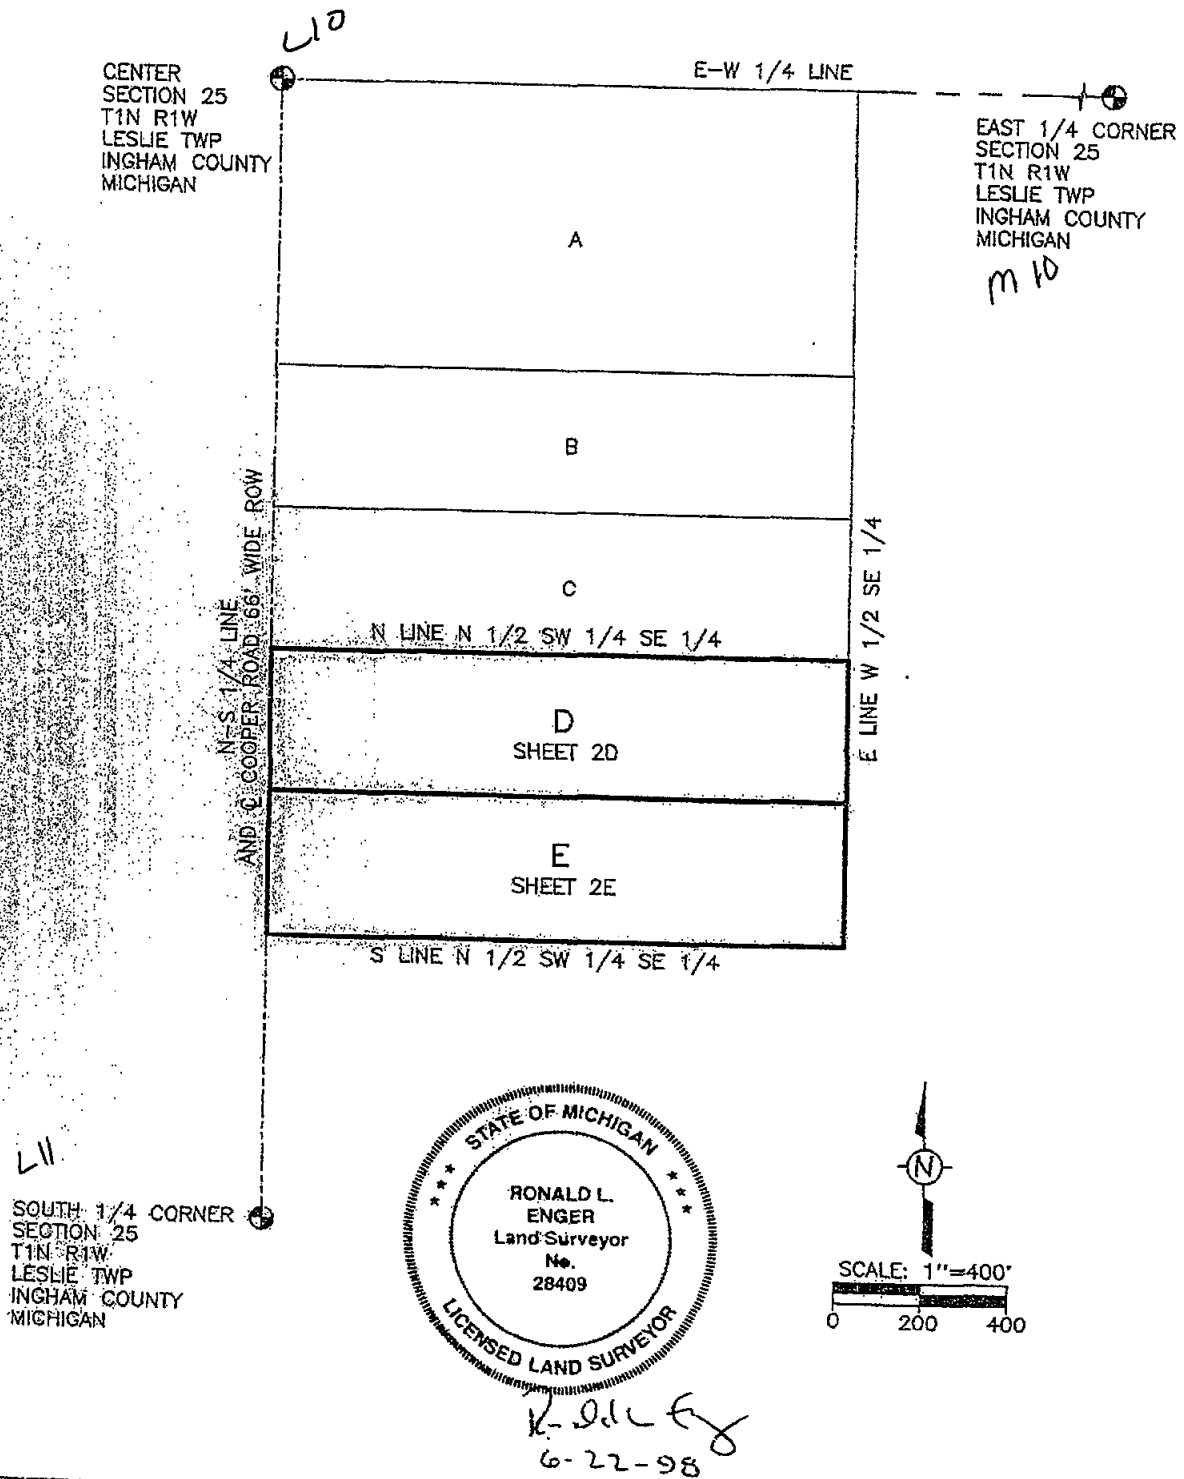 L10
CENTER
SECTION 25
T1N R1W
LESLIE TWP
INGHAM COUNTY
MICHIGAN
E-W 1/4 LINE
EAST 1/4 CORNER
SECTION 25
T1N R1W
LESLIE TWP
INGHAM COUNTY
MICHIGAN
M 10
A
B
C
N-S 1/4 LINE
AND ℄ COOPER ROAD 66' WIDE ROW
E LINE W 1/2 SE 1/4
N LINE N 1/2 SW 1/4 SE 1/4
D
SHEET 2D
E
SHEET 2E
S LINE N 1/2 SW 1/4 SE 1/4
L11
SOUTH 1/4 CORNER
SECTION 25
T1N R1W
LESLIE TWP
INGHAM COUNTY
MICHIGAN
STATE OF MICHIGAN
RONALD L.
ENGER
Land Surveyor
No.
28409
LICENSED LAND SURVEYOR
N
SCALE: 1"=400'
0 200 400
6-22-98